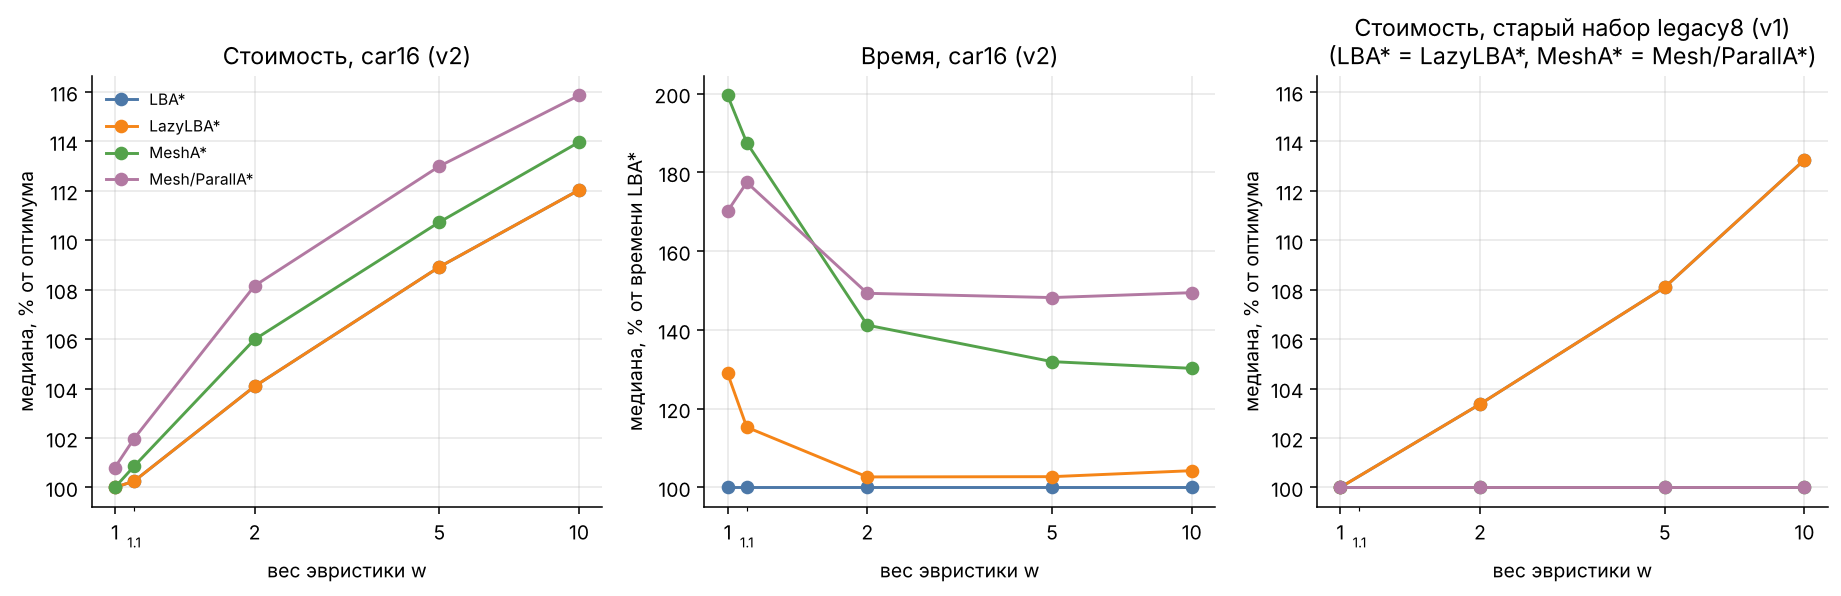 Стоимость, car16 (v2)
116
114
112
110
108
106
104
102
100
медиана, % от оптимума
LBA*
LazyLBA*
MeshA*
Mesh/ParallA*
1
1.1
2
5
10
вес эвристики w
Время, car16 (v2)
200
180
160
140
120
100
медиана, % от времени LBA*
1
1.1
2
5
10
вес эвристики w
Стоимость, старый набор legacy8 (v1)
(LBA* = LazyLBA*, MeshA* = Mesh/ParallA*)
116
114
112
110
108
106
104
102
100
медиана, % от оптимума
1
1.1
2
5
10
вес эвристики w